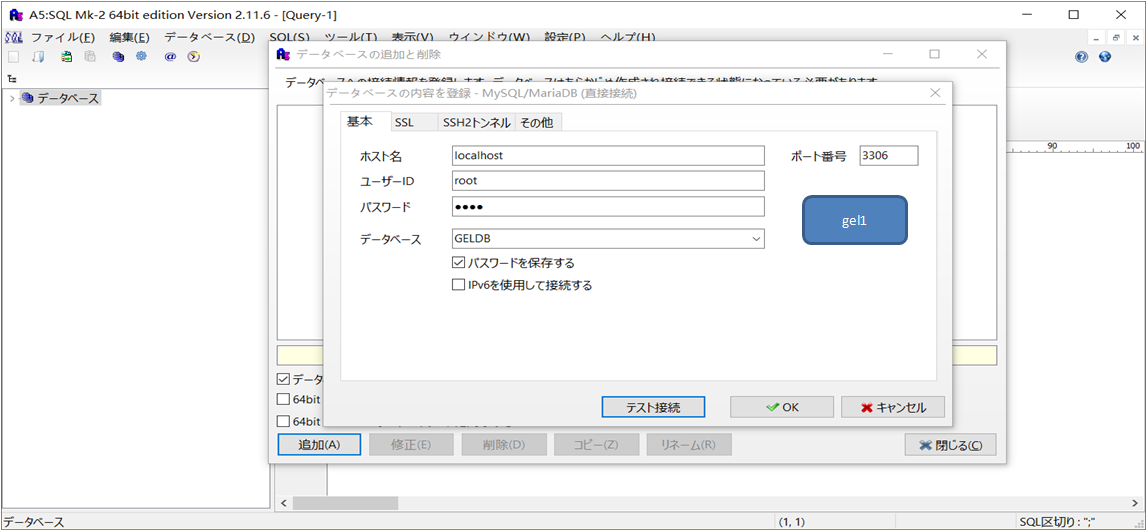 A5:SQL Mk-2 64bit edition Version 2.11.6 - [Query-1]
SQL ファイル(F) 編集(E) データベース(D) SQL(S) ツール(T) 表示(V) ウィンドウ(W) 設定(P) ヘルプ(H)
データベースの追加と削除
データベースへの接続情報を登録します。データベースはあらかじめ作成され接続できる状態になっている必要があります。
データベース
データベースの内容を登録 - MySQL/MariaDB (直接接続)
基本 SSL SSH2トンネル その他
ホスト名 localhost ポート番号 3306
ユーザーID root
パスワード ●●●●
gel1
データベース GELDB
パスワードを保存する
IPv6を使用して接続する
90 100
データ
64bit
64bit
テスト接続 OK キャンセル
追加(A) 修正(E) 削除(D) コピー(Z) リネーム(R) 閉じる(C)
データベース (1, 1) SQL区切り : ";"